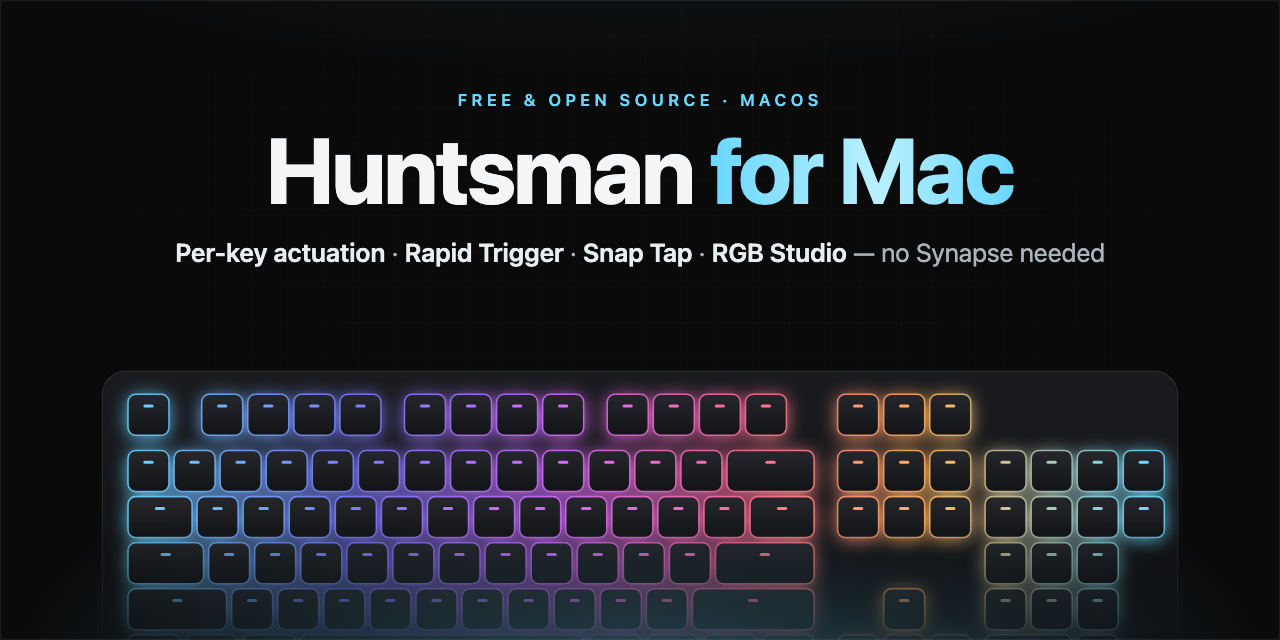 FREE & OPEN SOURCE · MACOS
Huntsman for Mac
Per-key actuation · Rapid Trigger · Snap Tap · RGB Studio — no Synapse needed